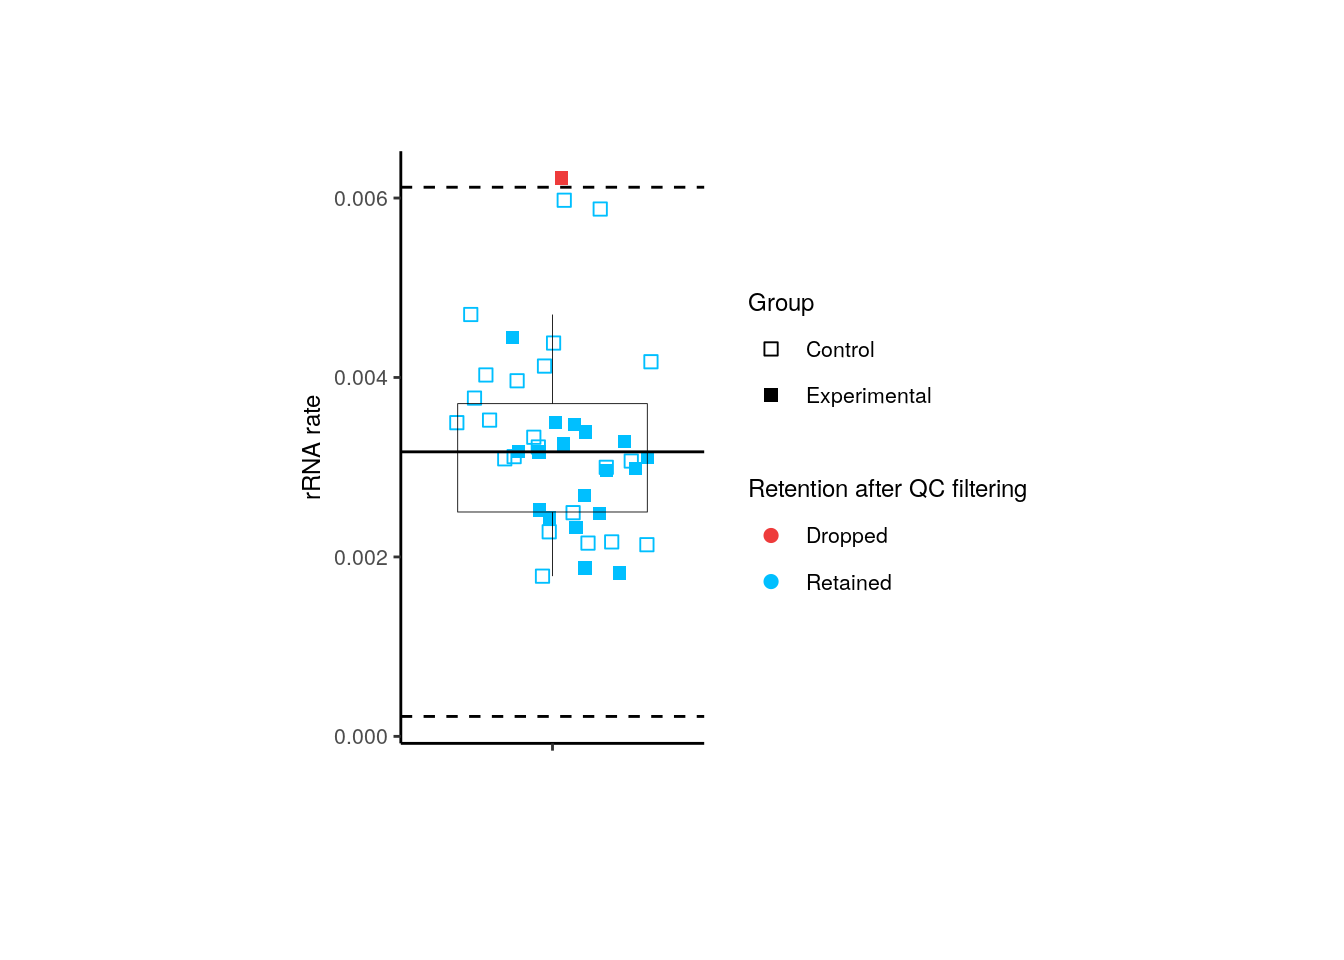 0.006
0.004
0.002
0.000
rRNA rate
Group
Control
Experimental
Retention after QC filtering
Dropped
Retained